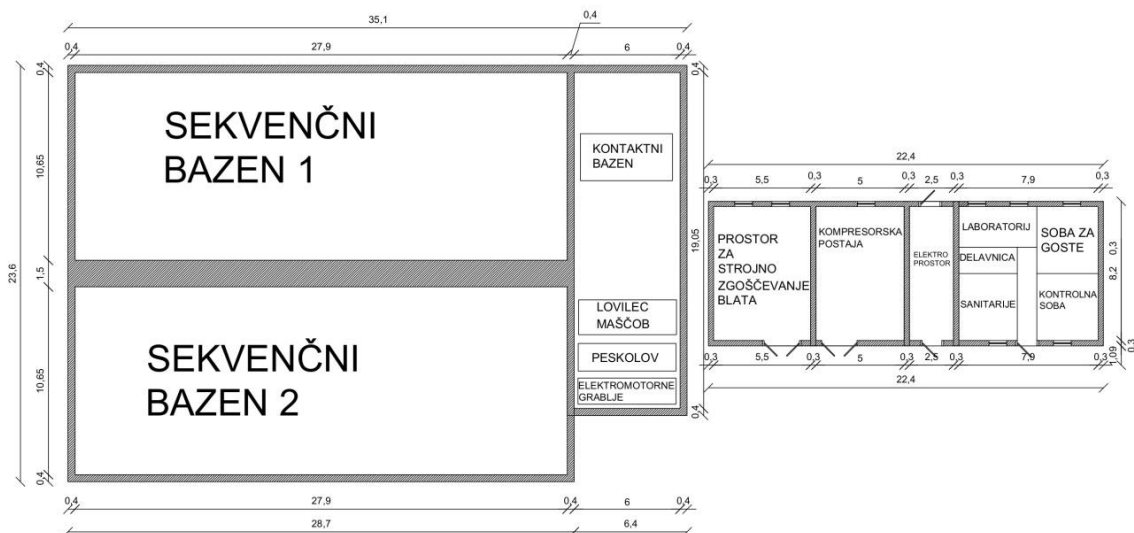 35,1
0,4
0,4
27,9
6
0,4
23,6
0,4
10,65
1,5
10,65
0,4
SEKVENČNI
BAZEN 1
SEKVENČNI
BAZEN 2
KONTAKTNI
BAZEN
LOVILEC
MAŠČOB
PESKOLOV
ELEKTROMOTORNE
GRABLJE
0,4
19,05
0,4
0,4
27,9
0,4
6
0,4
28,7
6,4
22,4
0,3
5,5
0,3
5
0,3
2,5
0,3
7,9
0,3
PROSTOR
ZA
STROJNO
ZGOŠČEVANJE
BLATA
KOMPRESORSKA
POSTAJA
ELEKTRO
PROSTOR
LABORATORIJ
DELAVNICA
SANITARIJE
SOBA ZA
GOSTE
KONTROLNA
SOBA
0,3
8,2
1,09
0,3
0,3
5,5
0,3
5
0,3
2,5
0,3
7,9
0,3
22,4